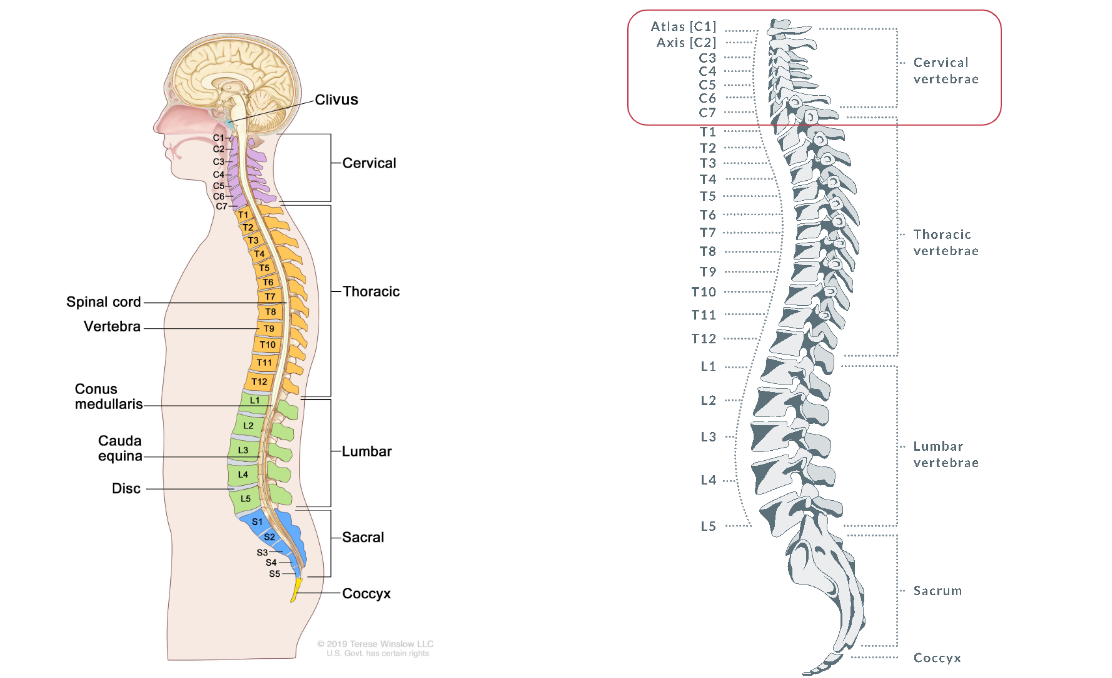 Clivus
C1
C2
C3
C4
C5
C6
C7
Cervical
T1
T2
T3
T4
T5
T6
T7
T8
T9
T10
T11
T12
Thoracic
Spinal cord
Vertebra
Conus
medullaris
Cauda
equina
Disc
L1
L2
L3
L4
L5
Lumbar
S1
S2
S3
S4
S5
Sacral
Coccyx
© 2019 Terese Winslow LLC
U.S. Govt. has certain rights
Atlas [C1]
Axis [C2]
C3
C4
C5
C6
C7
T1
T2
T3
T4
T5
T6
T7
T8
T9
T10
T11
T12
L1
L2
L3
L4
L5
Cervical
vertebrae
Thoracic
vertebrae
Lumbar
vertebrae
Sacrum
Coccyx